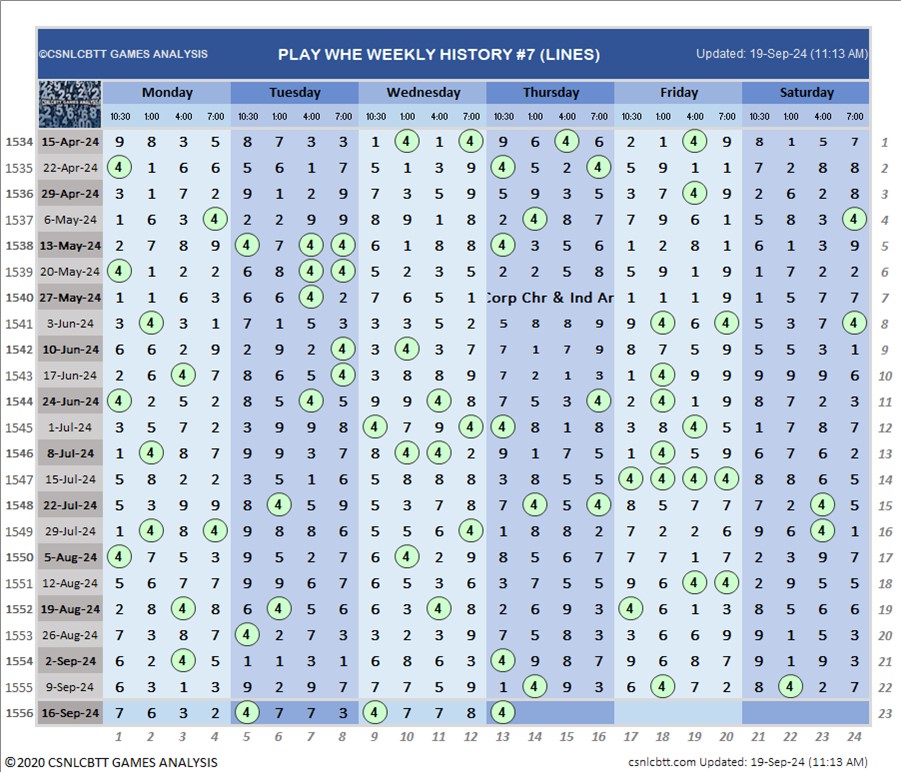 ©CSNLCBTT GAMES ANALYSIS PLAY WHE WEEKLY HISTORY #7 (LINES) Updated: 19-Sep-24 (11:13 AM)
CSNLCBTT GAMES ANALYSIS Monday Tuesday Wednesday Thursday Friday Saturday
10:30 1:00 4:00 7:00 10:30 1:00 4:00 7:00 10:30 1:00 4:00 7:00 10:30 1:00 4:00 7:00 10:30 1:00 4:00 7:00 10:30 1:00 4:00 7:00
1534 15-Apr-24 9 8 3 5 8 7 3 3 1 4 1 4 9 6 4 6 2 1 4 9 8 1 5 7 1
1535 22-Apr-24 4 1 6 6 5 6 1 7 5 1 3 9 4 5 2 4 5 9 1 1 7 2 8 8 2
1536 29-Apr-24 3 1 7 2 9 1 2 9 7 3 5 9 5 9 3 5 3 7 4 9 2 6 2 8 3
1537 6-May-24 1 6 3 4 2 2 9 9 8 9 1 8 2 4 8 7 7 9 6 1 5 8 3 4 4
1538 13-May-24 2 7 8 9 4 7 4 4 6 1 8 8 4 3 5 6 1 2 8 1 6 1 3 9 5
1539 20-May-24 4 1 2 2 6 8 4 4 5 2 3 5 2 2 5 8 5 9 1 9 1 7 2 2 6
1540 27-May-24 1 1 6 3 6 6 4 2 7 6 5 1 Corp Chr & Ind Ar 1 1 1 9 1 5 7 7 7
1541 3-Jun-24 3 4 3 1 7 1 5 3 3 3 5 2 5 8 8 9 9 4 6 4 5 3 7 4 8
1542 10-Jun-24 6 6 2 9 2 9 2 4 3 4 3 7 7 1 7 9 8 7 5 9 5 5 3 1 9
1543 17-Jun-24 2 6 4 7 8 6 5 4 3 8 8 9 7 2 1 3 1 4 9 9 9 9 9 6 10
1544 24-Jun-24 4 2 5 2 8 5 4 5 9 9 4 8 7 5 3 4 2 4 1 9 8 7 2 3 11
1545 1-Jul-24 3 5 7 2 3 9 9 8 4 7 9 4 4 8 1 8 3 8 4 5 1 7 8 7 12
1546 8-Jul-24 1 4 8 7 9 9 3 7 8 4 4 2 9 1 7 5 1 4 5 9 6 7 6 2 13
1547 15-Jul-24 5 8 2 2 3 5 1 6 5 8 8 8 3 8 5 5 4 4 4 4 8 8 6 5 14
1548 22-Jul-24 5 3 9 9 8 4 5 9 5 3 7 8 7 4 5 4 8 5 7 7 7 2 4 5 15
1549 29-Jul-24 1 4 8 4 9 8 8 6 5 5 6 4 1 8 8 2 7 2 2 6 9 6 4 1 16
1550 5-Aug-24 4 7 5 3 9 5 2 7 6 4 2 9 8 5 6 7 7 7 1 7 2 3 9 7 17
1551 12-Aug-24 5 6 7 7 9 9 6 7 6 5 3 6 3 7 5 5 9 6 4 4 2 9 5 5 18
1552 19-Aug-24 2 8 4 8 6 4 5 6 6 3 4 8 2 6 9 3 4 6 1 3 8 5 6 6 19
1553 26-Aug-24 7 3 8 7 4 2 7 3 3 2 3 9 7 5 8 3 3 6 6 9 9 1 5 3 20
1554 2-Sep-24 6 2 4 5 1 1 3 1 6 8 6 3 4 9 8 7 9 6 8 7 9 1 9 3 21
1555 9-Sep-24 6 3 1 3 9 2 9 7 7 7 5 9 1 4 9 3 6 4 7 2 8 4 2 7 22
1556 16-Sep-24 7 6 3 2 4 7 7 3 4 7 7 8 4 23
1 2 3 4 5 6 7 8 9 10 11 12 13 14 15 16 17 18 19 20 21 22 23 24
©2020 CSNLCBTT GAMES ANALYSIS csnlcbtt.com Updated: 19-Sep-24 (11:13 AM)